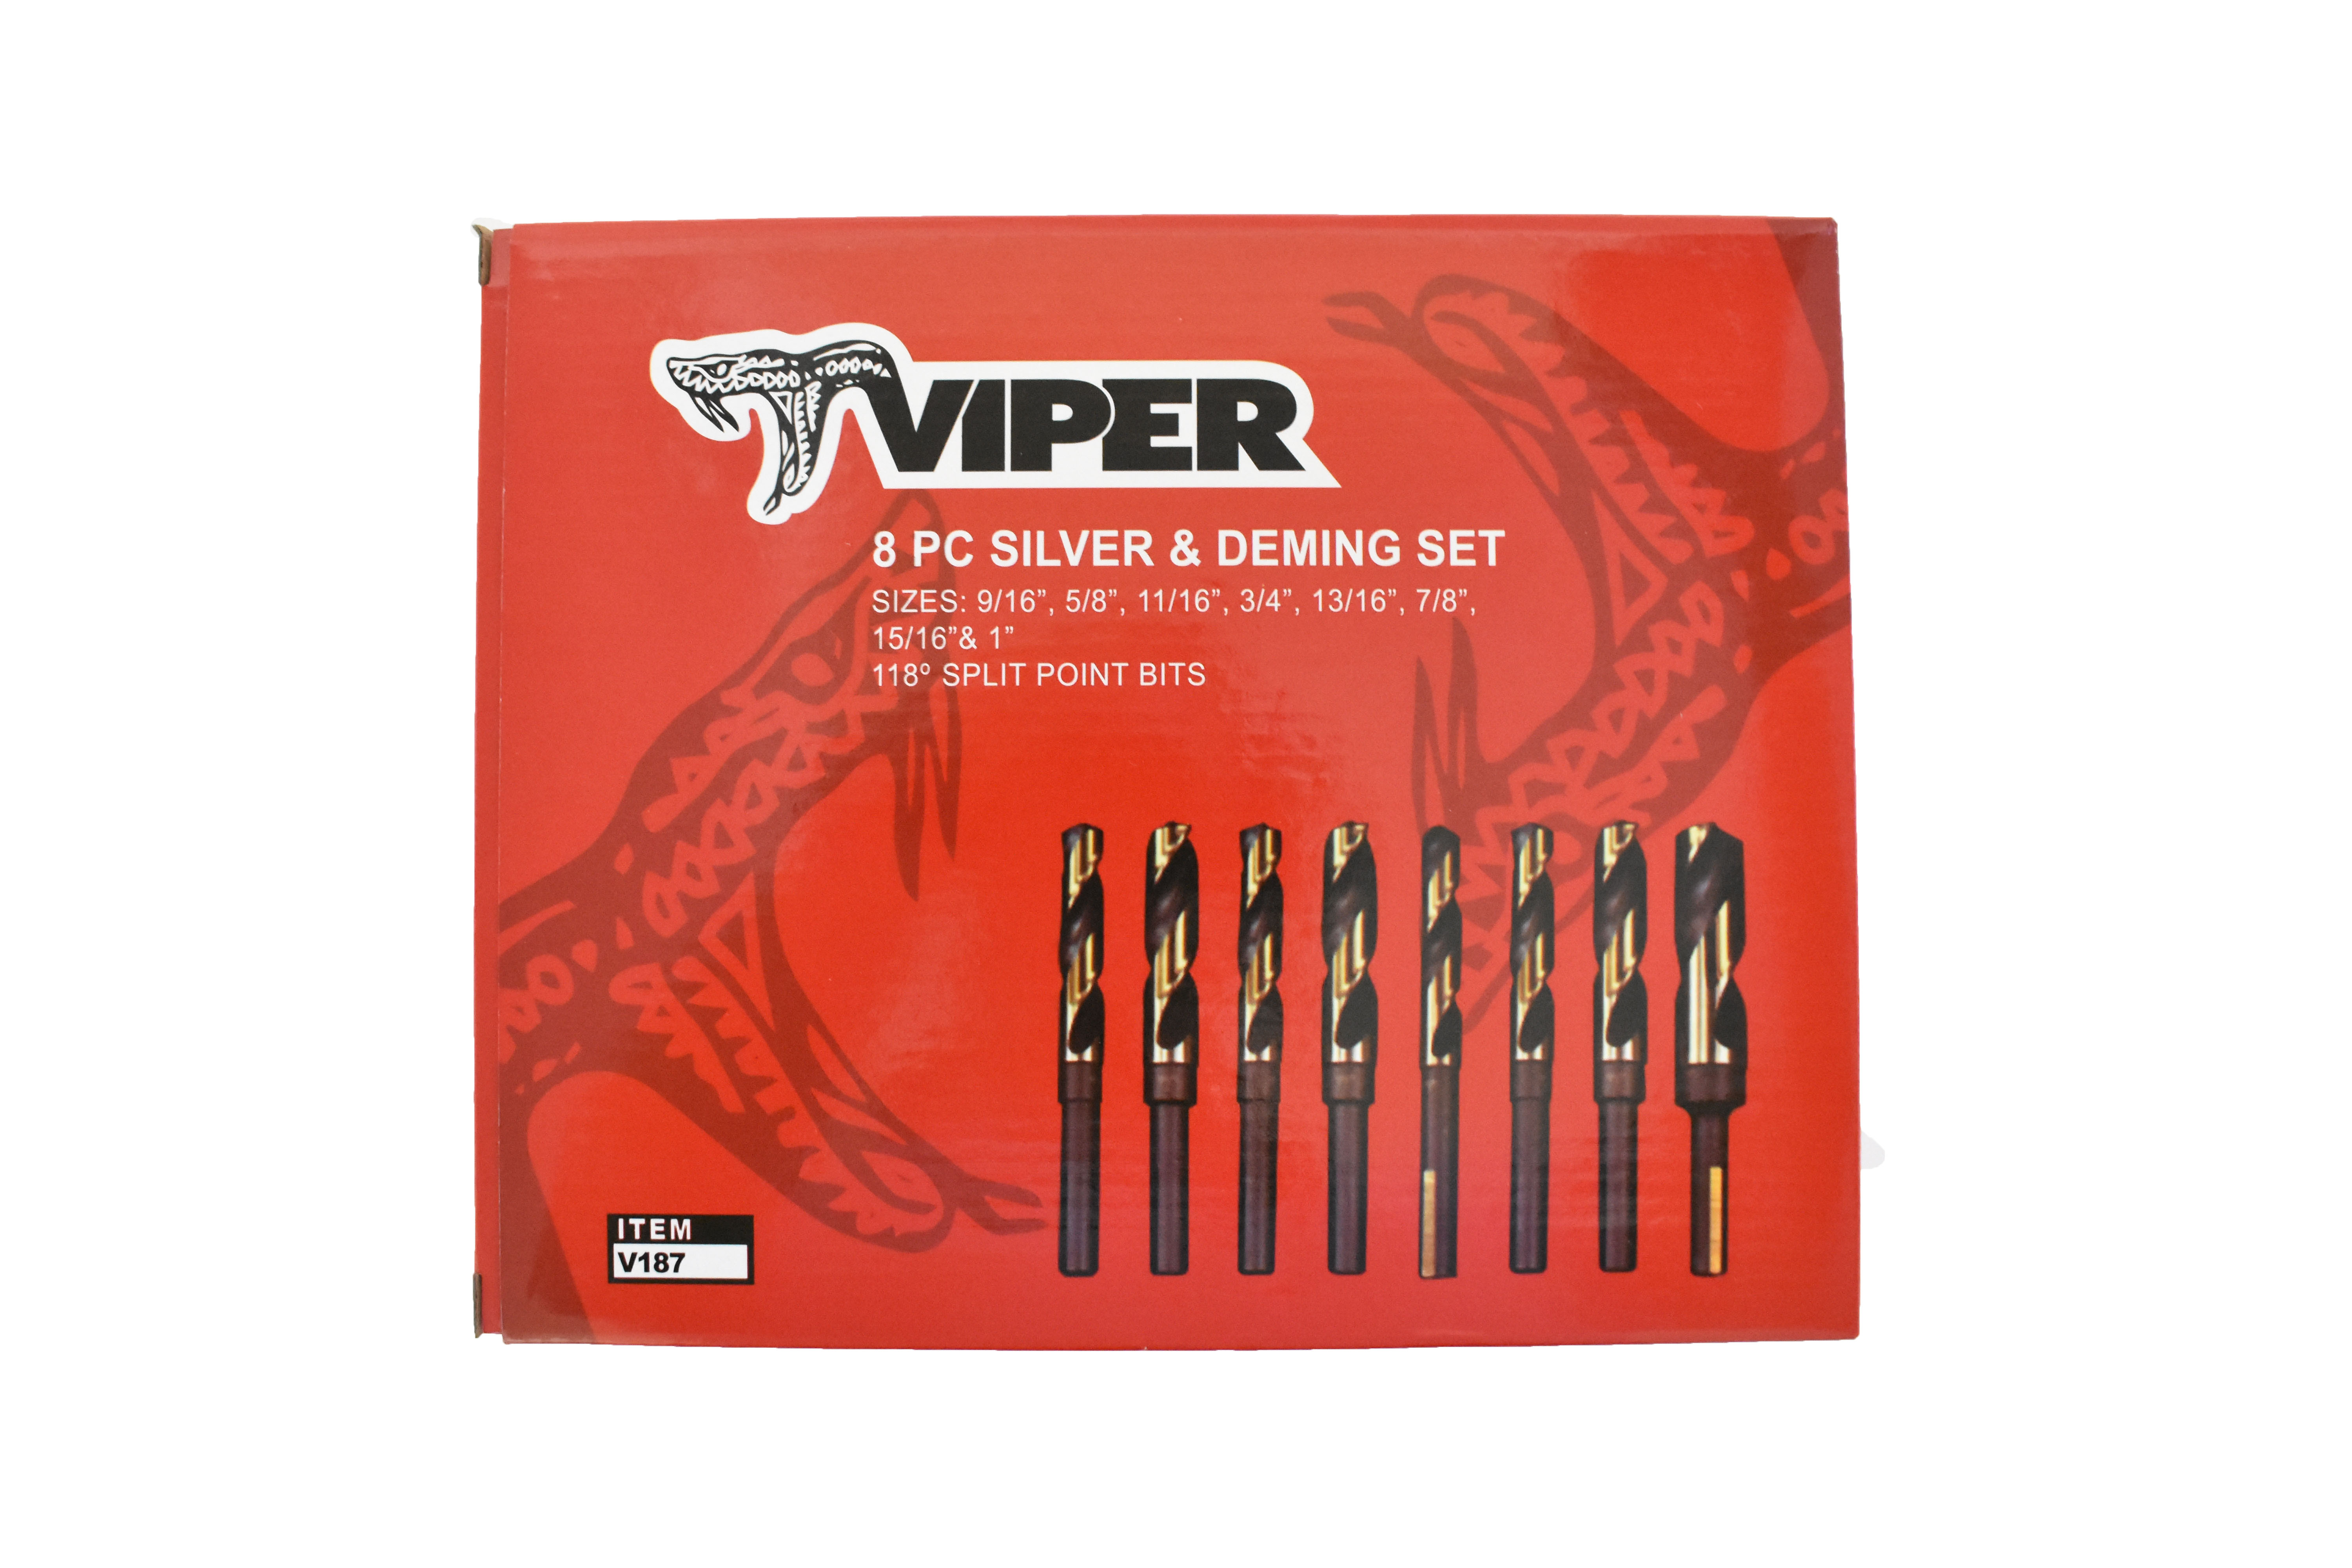 VIPER
8 PC SILVER & DEMING SET
SIZES: 9/16”, 5/8”, 11/16”, 3/4”, 13/16”, 7/8”,
15/16”& 1”
118º SPLIT POINT BITS
ITEM
V187